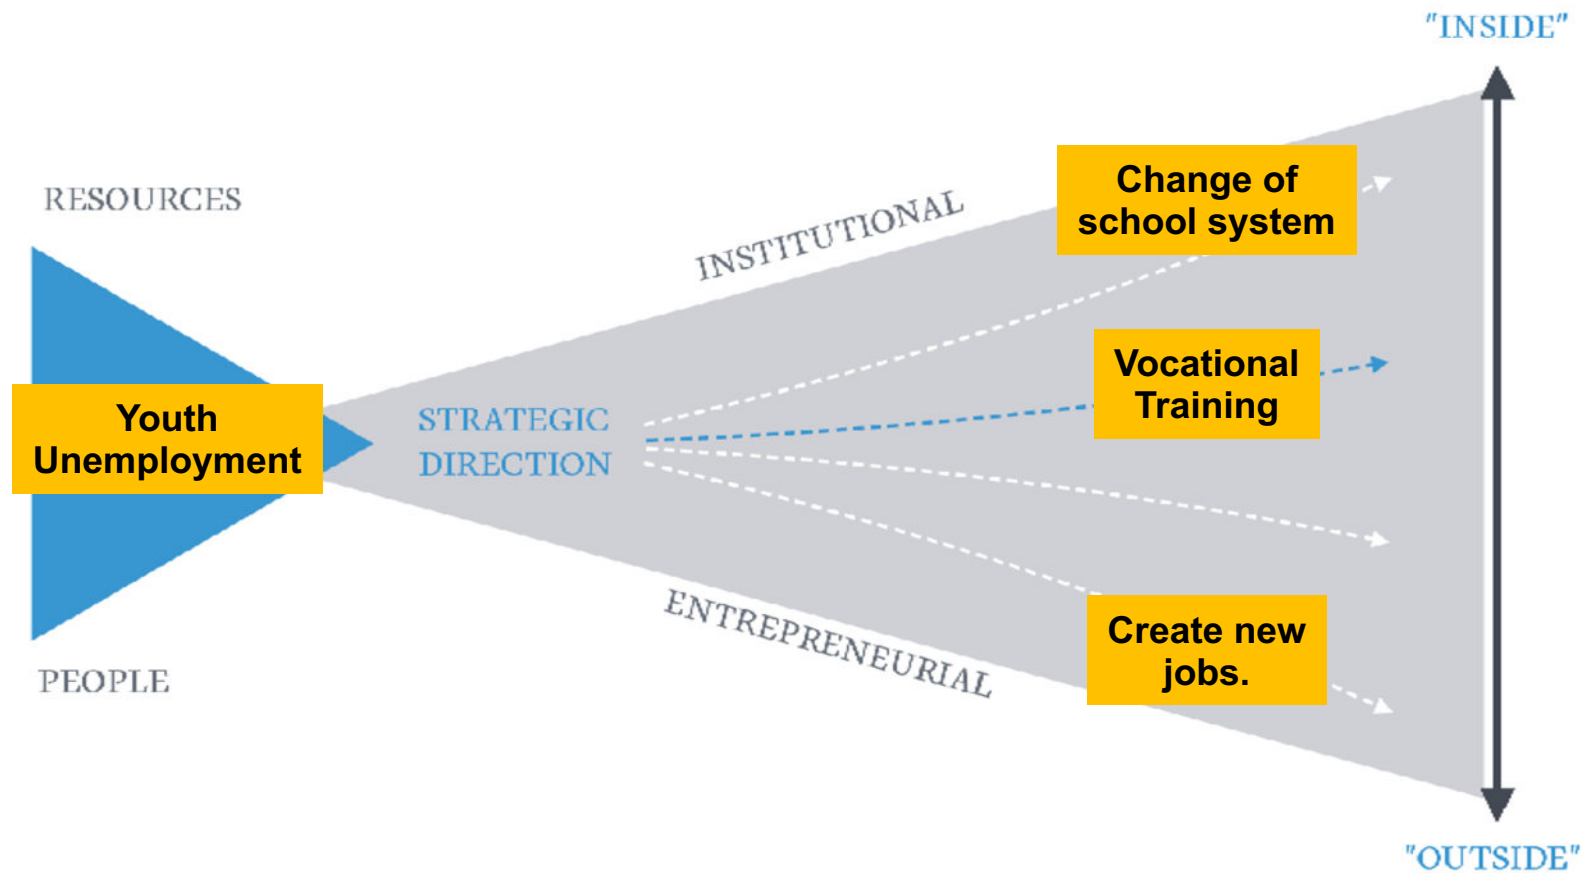 "INSIDE"
Change of
school system
RESOURCES
INSTITUTIONAL
Vocational
Training
Youth
Unemployment
STRATEGIC
DIRECTION
ENTREPRENEURIAL
Create new
jobs.
PEOPLE
"OUTSIDE"